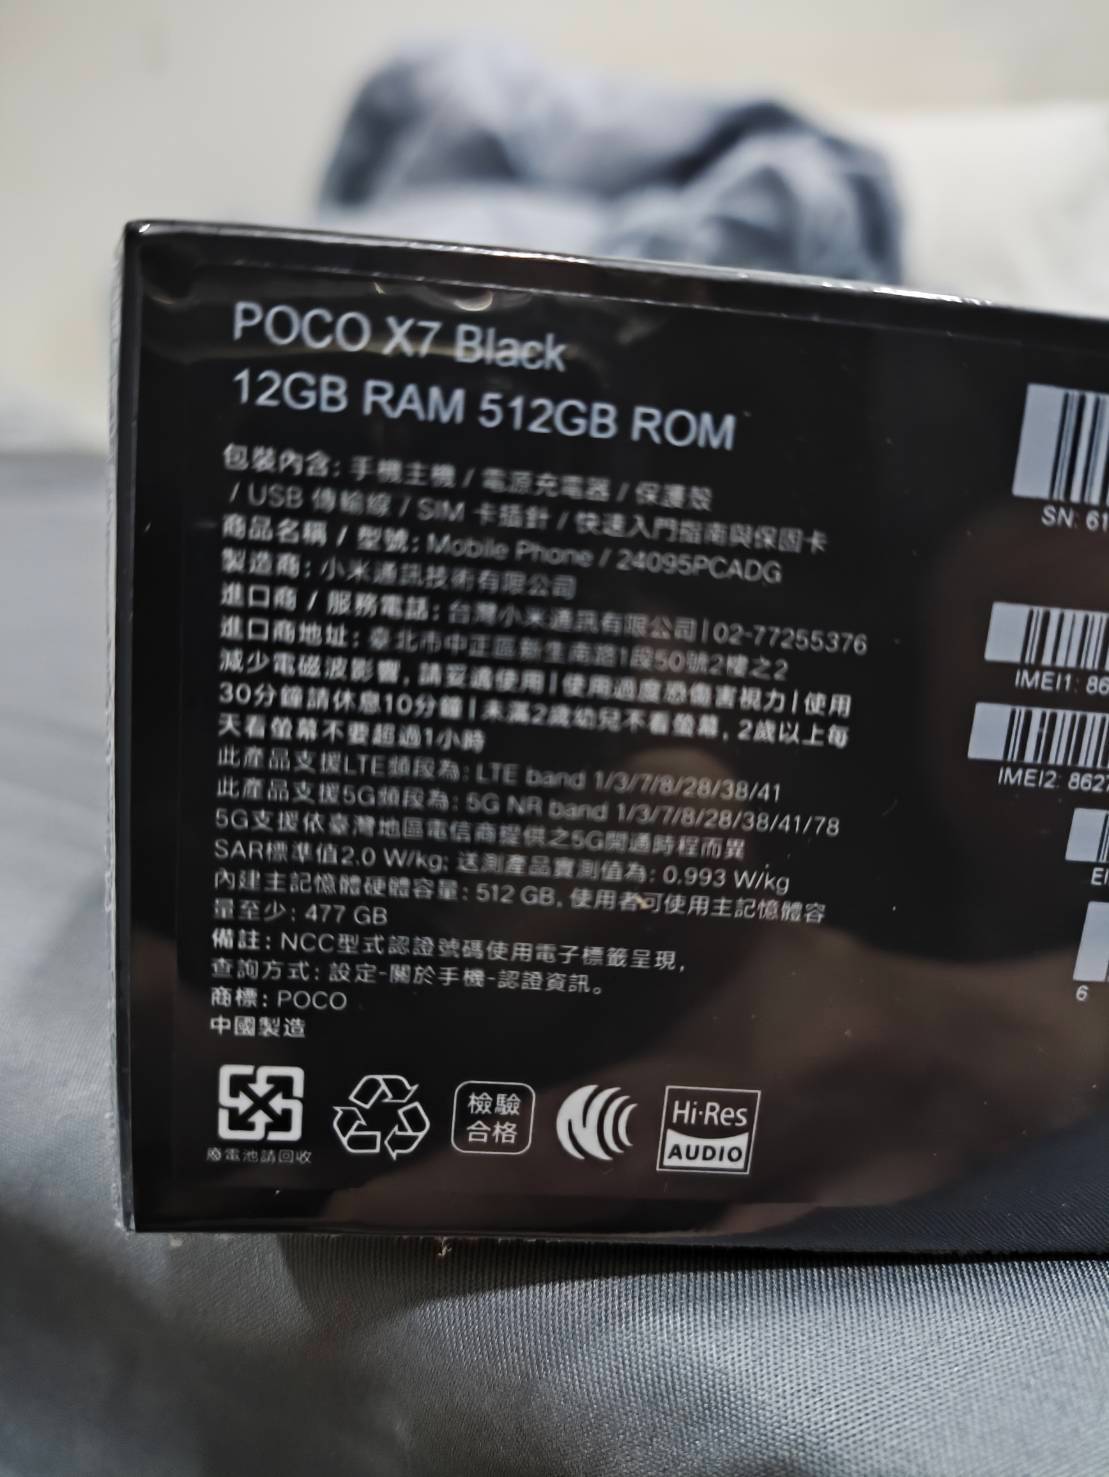 POCO X7 Black
12GB RAM 512GB ROM
包裝內含: 手機主機 / 電源充電器 / 保護殼
/ USB 傳輸線 / SIM 卡插針 / 快速入門指南與保固卡
商品名稱 / 型號: Mobile Phone / 24095PCADG
製造商: 小米通訊技術有限公司
進口商 / 服務電話: 台灣小米通訊有限公司 | 02-77255376
進口商地址: 臺北市中正區新生南路1段50號2樓之2
減少電磁波影響, 請妥適使用 | 使用過度恐傷害視力 | 使用
30分鐘請休息10分鐘 | 未滿2歲幼兒不看螢幕, 2歲以上每
天看螢幕不要超過1小時
此產品支援LTE頻段為: LTE band 1/3/7/8/28/38/41
此產品支援5G頻段為: 5G NR band 1/3/7/8/28/38/41/78
5G支援依臺灣地區電信商提供之5G開通時程而異
SAR標準值2.0 W/kg; 送測產品實測值為: 0.993 W/kg
內建主記憶體硬體容量: 512 GB, 使用者可使用主記憶體容
量至少: 477 GB
備註: NCC型式認證號碼使用電子標籤呈現,
查詢方式: 設定-關於手機-認證資訊。
商標: POCO
中國製造
廢電池請回收
檢驗
合格
Hi-Res
AUDIO
SN: 61
IMEI1: 86
IMEI2: 862
EI
6